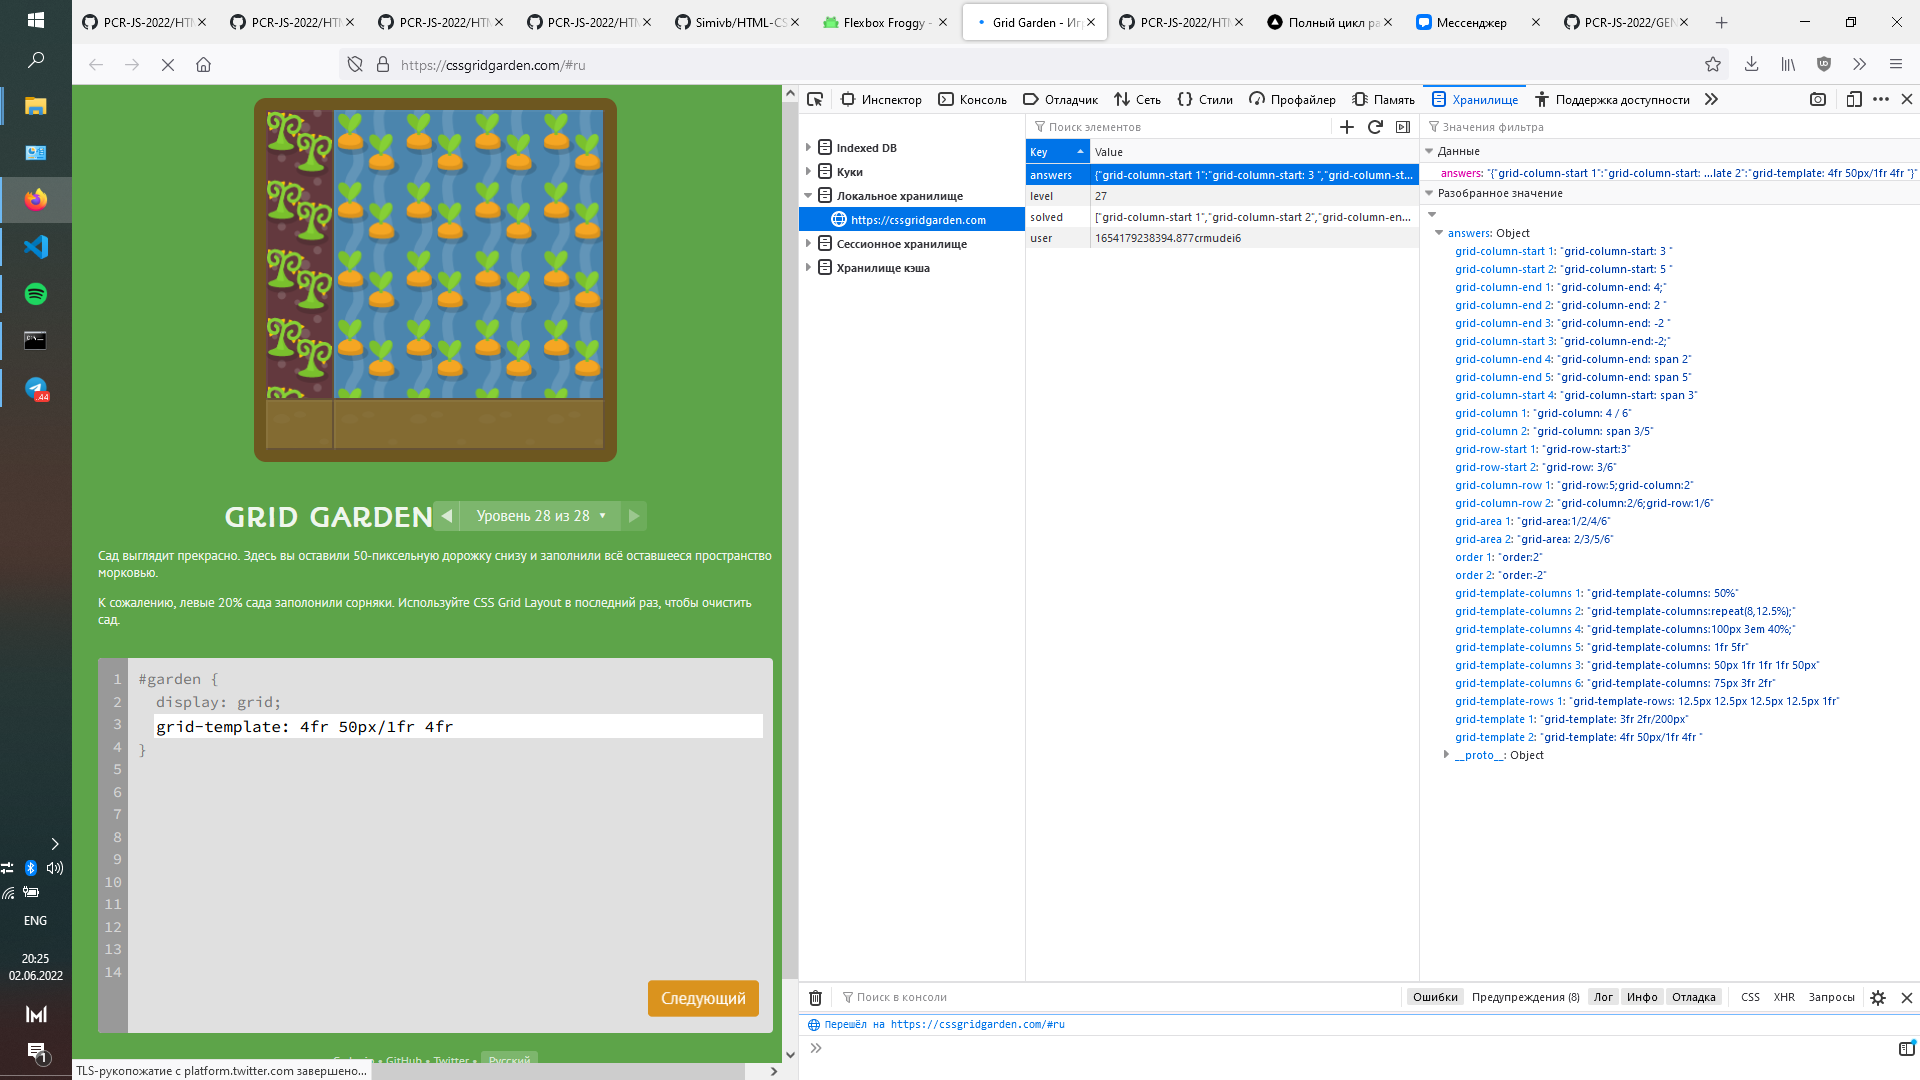 PCR-JS-2022/HTM
PCR-JS-2022/HTM
PCR-JS-2022/HTM
PCR-JS-2022/HTM
Simivb/HTML-CS
Flexbox Froggy -
Grid Garden - Иг
PCR-JS-2022/HTM
Полный цикл ра
Мессенджер
PCR-JS-2022/GEN
https://cssgridgarden.com/#ru
Инспектор
Консоль
Отладчик
Сеть
Стили
Профайлер
Память
Хранилище
Поддержка доступности
Indexed DB
Куки
Локальное хранилище
https://cssgridgarden.com
Сессионное хранилище
Хранилище кэша
Поиск элементов
Key Value
answers {"grid-column-start 1":"grid-column-start: 3 ","grid-column-st...
level 27
solved ["grid-column-start 1","grid-column-start 2","grid-column-en...
user 1654179238394.877crmudei6
Значения фильтра
Данные
answers: "{"grid-column-start 1":"grid-column-start: ...late 2":"grid-template: 4fr 50px/1fr 4fr "}"
Разобранное значение
answers: Object
grid-column-start 1: "grid-column-start: 3 "
grid-column-start 2: "grid-column-start: 5 "
grid-column-end 1: "grid-column-end: 4;"
grid-column-end 2: "grid-column-end: 2 "
grid-column-end 3: "grid-column-end: -2 "
grid-column-start 3: "grid-column-end:-2;"
grid-column-end 4: "grid-column-end: span 2"
grid-column-end 5: "grid-column-end: span 5"
grid-column-start 4: "grid-column-start: span 3"
grid-column 1: "grid-column: 4 / 6"
grid-column 2: "grid-column: span 3/5"
grid-row-start 1: "grid-row-start:3"
grid-row-start 2: "grid-row: 3/6"
grid-column-row 1: "grid-row:5;grid-column:2"
grid-column-row 2: "grid-column:2/6;grid-row:1/6"
grid-area 1: "grid-area:1/2/4/6"
grid-area 2: "grid-area: 2/3/5/6"
order 1: "order:2"
order 2: "order:-2"
grid-template-columns 1: "grid-template-columns: 50%"
grid-template-columns 2: "grid-template-columns:repeat(8,12.5%);"
grid-template-columns 4: "grid-template-columns:100px 3em 40%;"
grid-template-columns 5: "grid-template-columns: 1fr 5fr"
grid-template-columns 3: "grid-template-columns: 50px 1fr 1fr 1fr 50px"
grid-template-columns 6: "grid-template-columns: 75px 3fr 2fr"
grid-template-rows 1: "grid-template-rows: 12.5px 12.5px 12.5px 12.5px 1fr"
grid-template 1: "grid-template: 3fr 2fr/200px"
grid-template 2: "grid-template: 4fr 50px/1fr 4fr "
__proto__: Object
GRID GARDEN
Уровень 28 из 28
Сад выглядит прекрасно. Здесь вы оставили 50-пиксельную дорожку снизу и заполнили всё оставшееся пространство
морковью.
К сожалению, левые 20% сада заполонили сорняки. Используйте CSS Grid Layout в последний раз, чтобы очистить
сад.
1 #garden {
2 display: grid;
3 grid-template: 4fr 50px/1fr 4fr
4 }
5
6
7
8
9
10
11
12
13
14
Следующий
GitHub • Twitter • Русский
TLS-рукопожатие с platform.twitter.com завершено...
Поиск в консоли
Ошибки
Предупреждения (8)
Лог
Инфо
Отладка
CSS
XHR
Запросы
Перешёл на https://cssgridgarden.com/#ru
44
ENG
20:25
02.06.2022
1